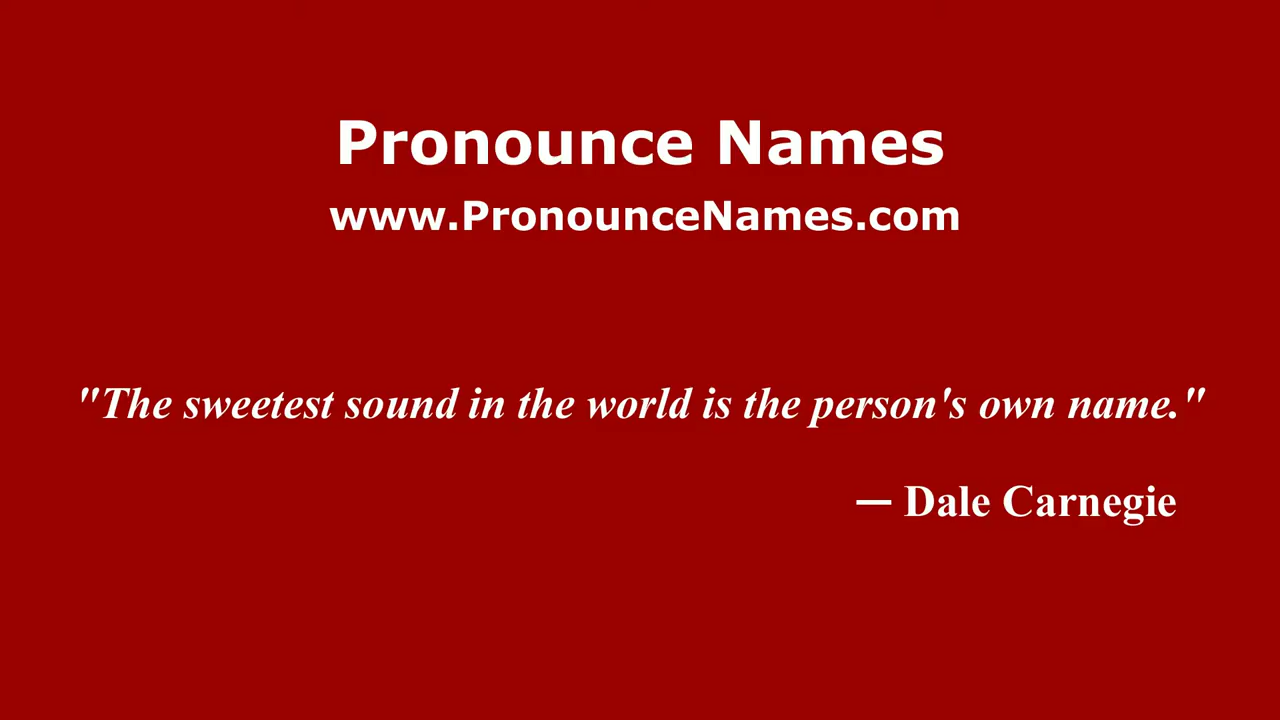 Pronounce Names
www.PronounceNames.com
"The sweetest sound in the world is the person's own name."
— Dale Carnegie